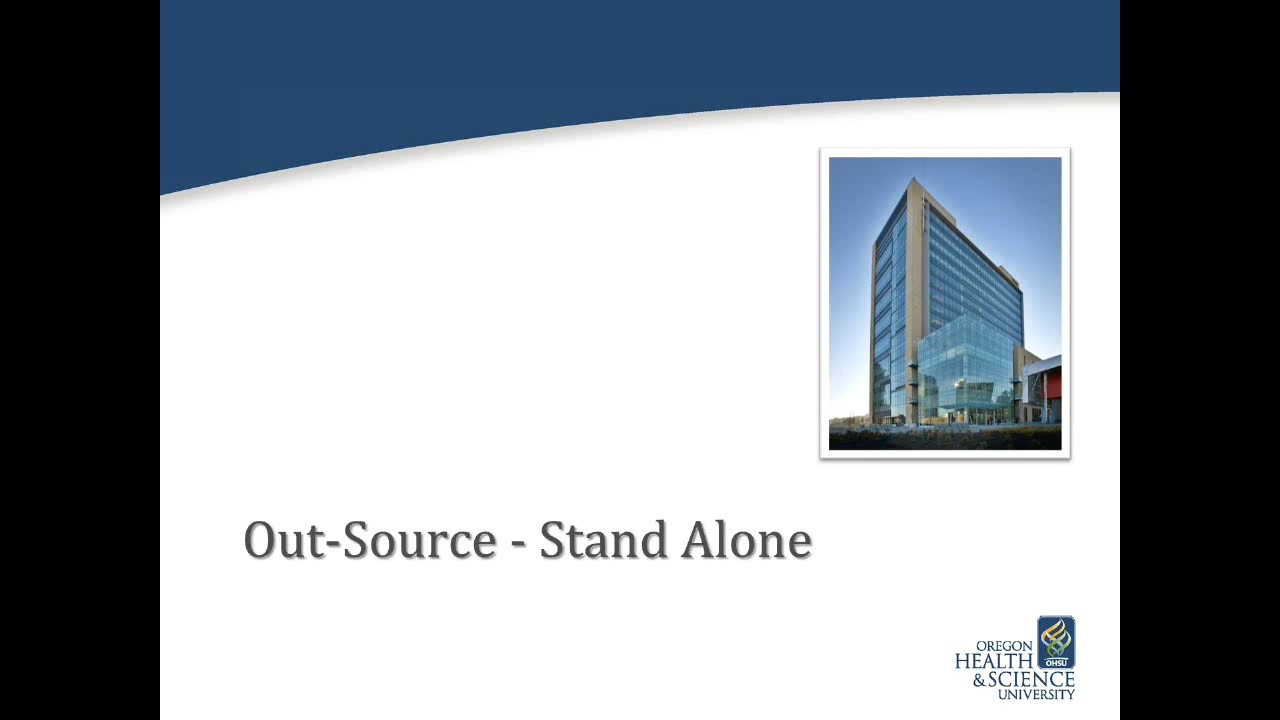 Out-Source - Stand Alone
OREGON
HEALTH
& SCIENCE
UNIVERSITY
OHSU